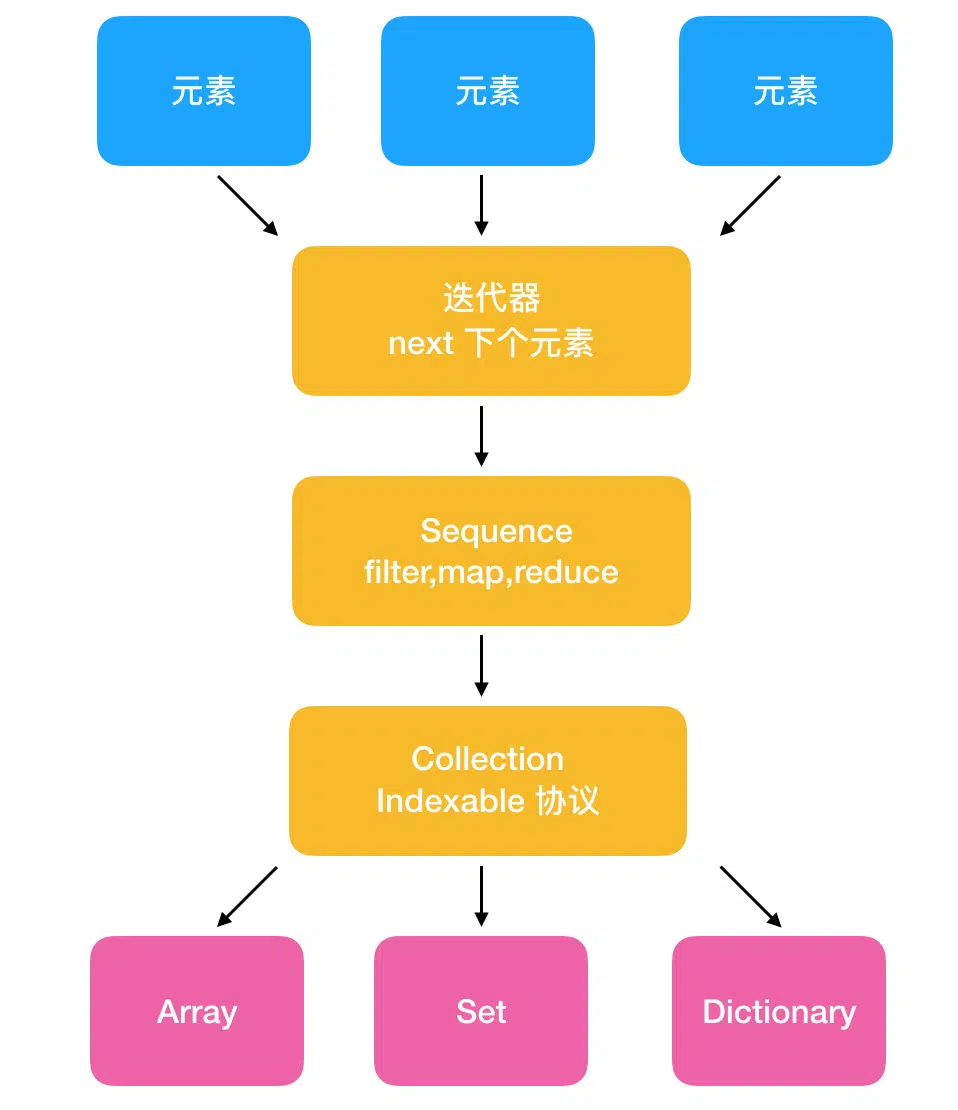 元素
元素
元素
迭代器
next 下个元素
Sequence
filter,map,reduce
Collection
Indexable 协议
Array
Set
Dictionary